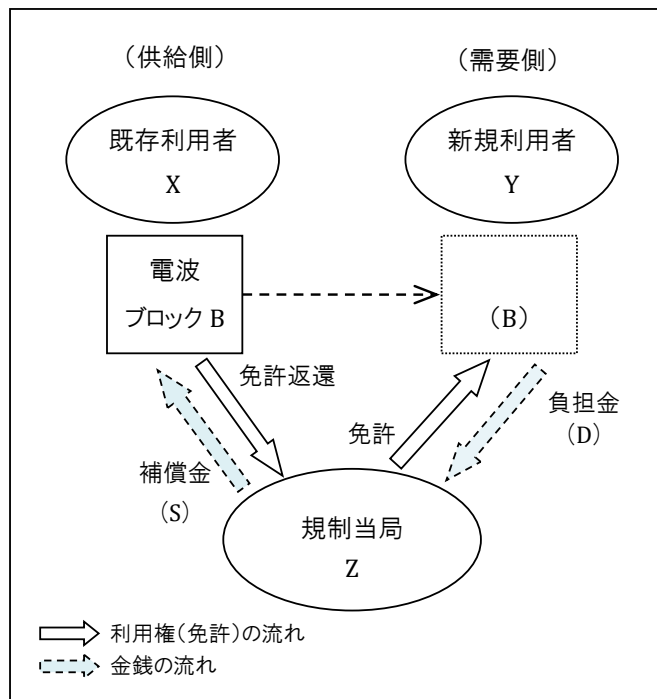 (供給側)
(需要側)
既存利用者
X
新規利用者
Y
電波
ブロック B
(B)
免許返還
免許
負担金
(D)
補償金
(S)
規制当局
Z
利用権(免許)の流れ
金銭の流れ